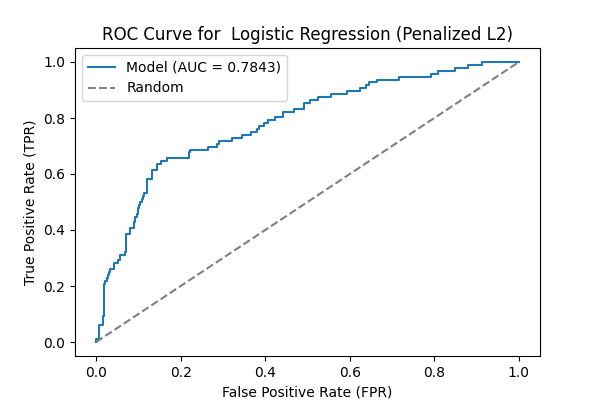 ROC Curve for  Logistic Regression (Penalized L2)
Model (AUC = 0.7843)
Random
True Positive Rate (TPR)
1.0
0.8
0.6
0.4
0.2
0.0
0.0 0.2 0.4 0.6 0.8 1.0
False Positive Rate (FPR)